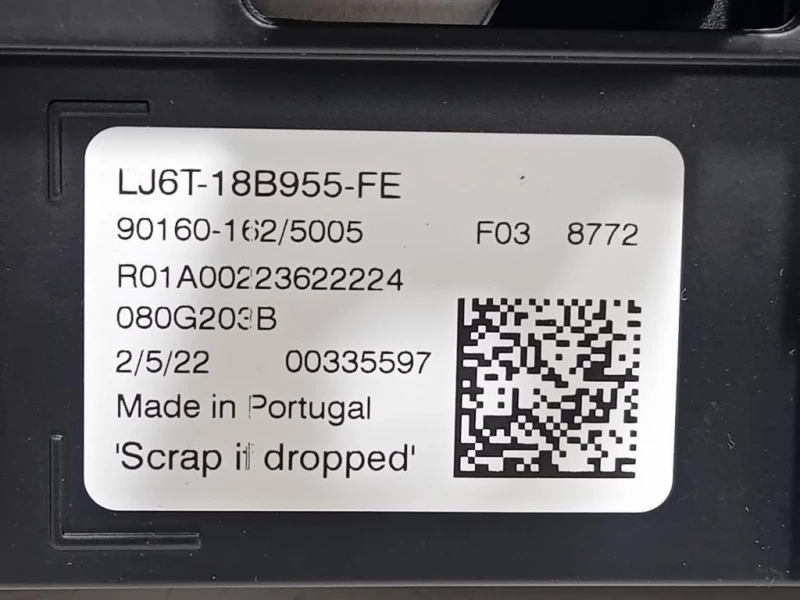 LJ6T-18B955-FE
90160-162/5005 F03 8772
R01A00223622224
080G203B
2/5/22 00335597
Made in Portugal
'Scrap if dropped'